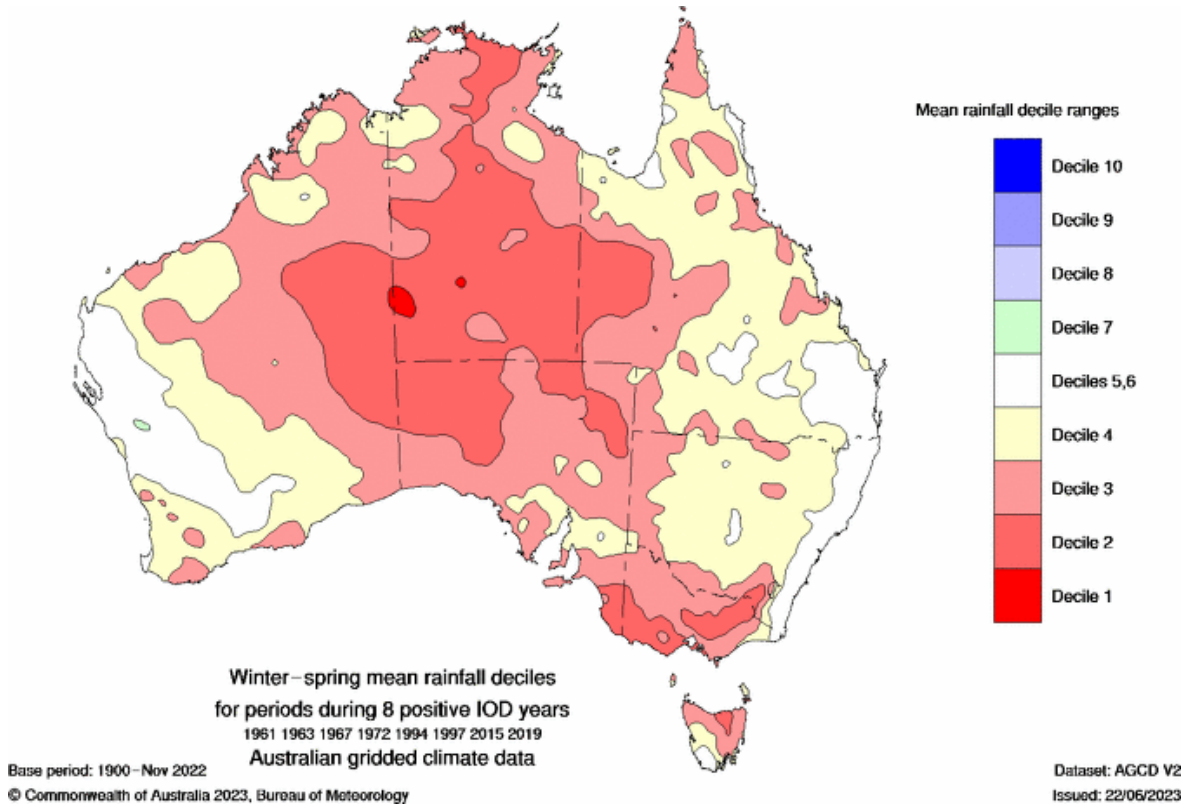 Mean rainfall decile ranges
Decile 10
Decile 9
Decile 8
Decile 7
Deciles 5,6
Decile 4
Decile 3
Decile 2
Decile 1
Winter-spring mean rainfall deciles
for periods during 8 positive IOD years
1961 1963 1967 1972 1994 1997 2015 2019
Australian gridded climate data
Base period: 1900-Nov 2022
© Commonwealth of Australia 2023, Bureau of Meteorology
Dataset: AGCD V2
Issued: 22/06/2023